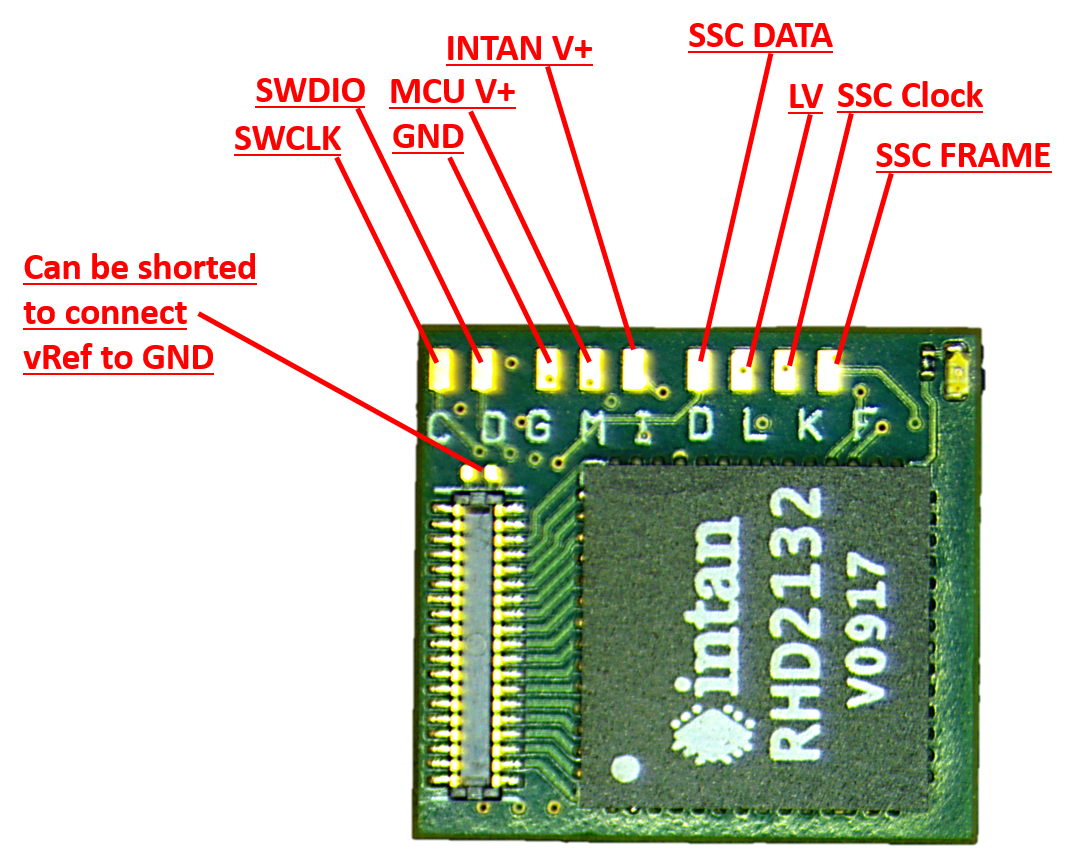 INTAN V+
SSC DATA
SWDIO
MCU V+
LV
SSC Clock
SWCLK
GND
SSC FRAME
Can be shorted
to connect
vRef to GND
C D G M I D L K F
intan
RHD2132
V0917